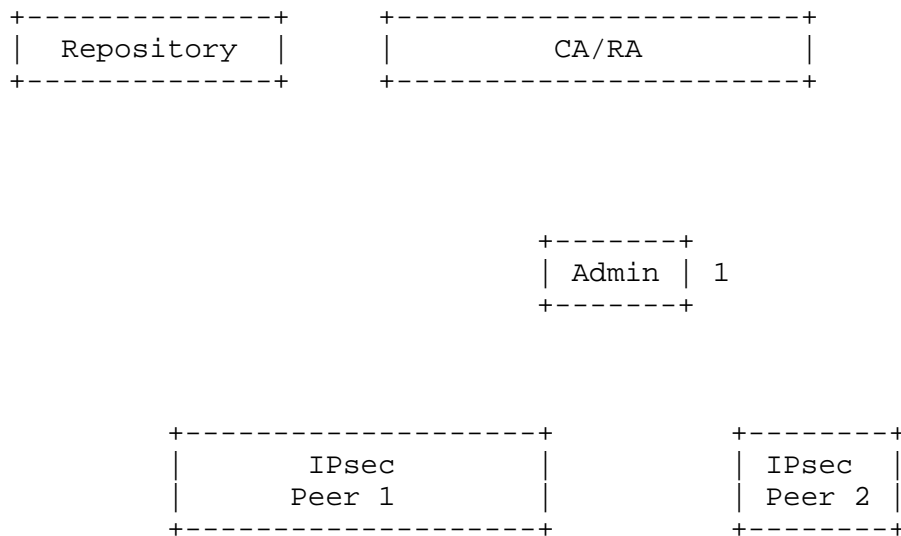 +--------------+     +-----------------------+
|  Repository  |     |         CA/RA         |
+--------------+     +-----------------------+
+--------+
| Admin  | 1
+--------+
+--------------------+          +--------+
|       IPsec        |          | IPsec  |
|      Peer 1        |          | Peer 2 |
+--------------------+          +--------+